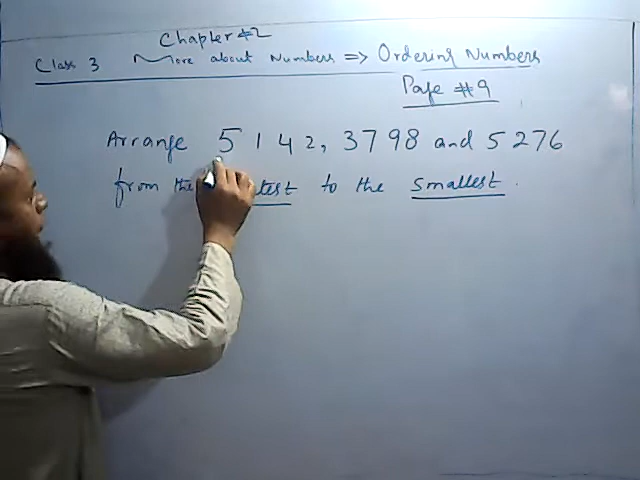 Chapter #2
Class 3 More about Numbers => Ordering Numbers
Page #9
Arrange 5142, 3798 and 5276
from the to the smallest.